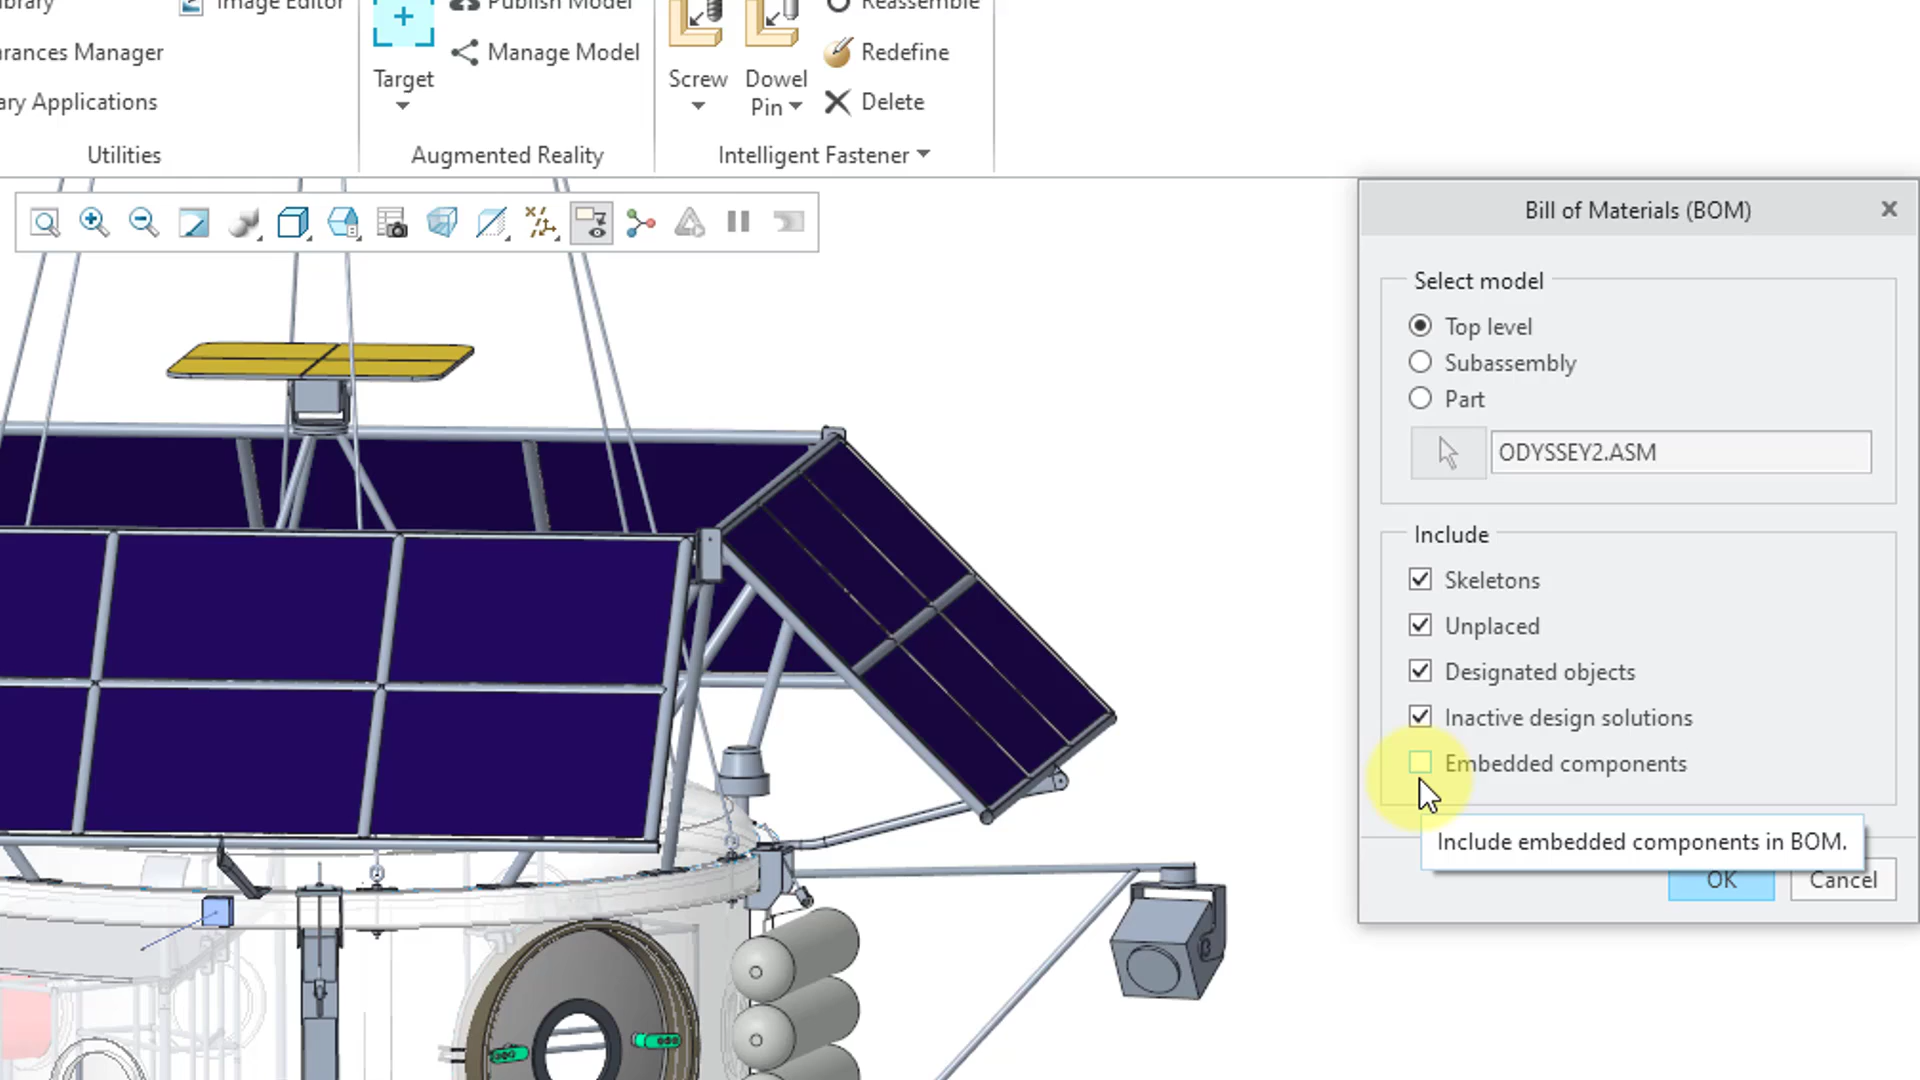 Image Editor
Publish Model
Reassemble
arances Manager
Manage Model
Redefine
ary Applications
Target
Screw
Dowel
Pin
Delete
Utilities
Augmented Reality
Intelligent Fastener
Bill of Materials (BOM)
Select model
Top level
Subassembly
Part
ODYSSEY2.ASM
Include
Skeletons
Unplaced
Designated objects
Inactive design solutions
Embedded components
Include embedded components in BOM.
OK
Cancel